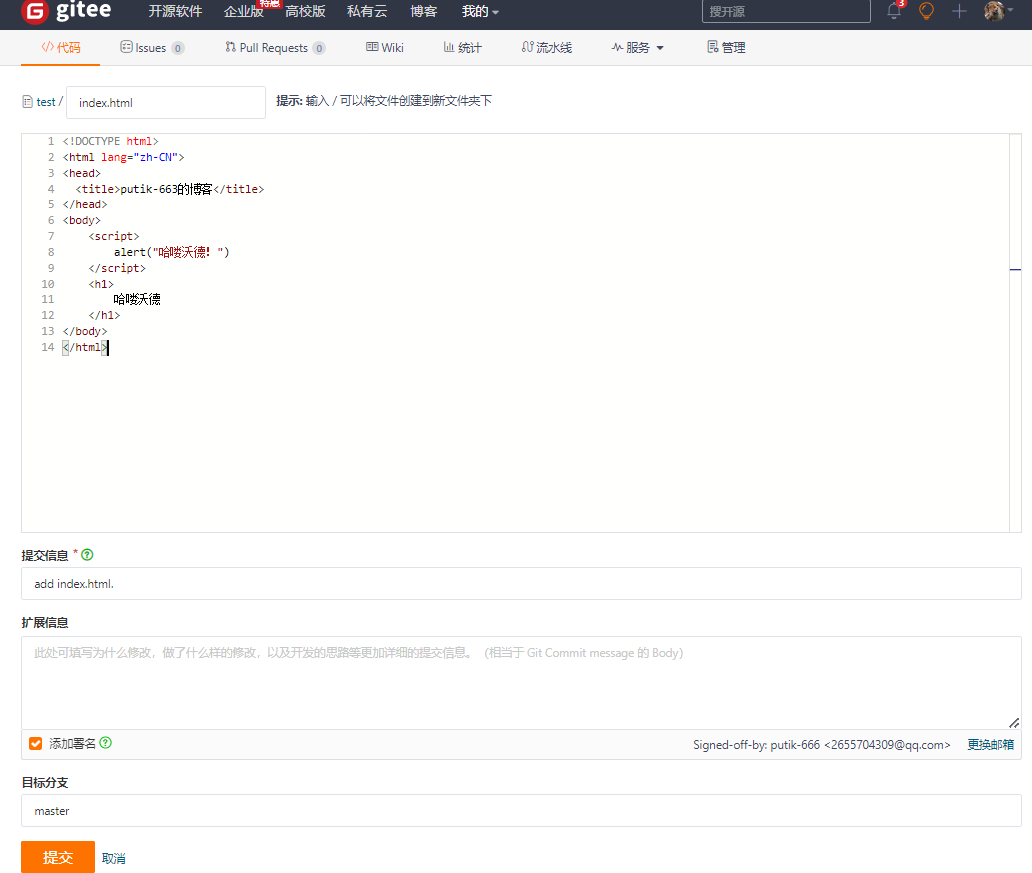 gitee 开源软件 企业版 特惠 高校版 私有云 博客 我的 搜开源 3
代码 Issues 0 Pull Requests 0 Wiki 统计 流水线 服务 管理
test / index.html 提示: 输入 / 可以将文件创建到新文件夹下
1 <!DOCTYPE html>
2 <html lang="zh-CN">
3 <head>
4 <title>putik-663的博客</title>
5 </head>
6 <body>
7 <script>
8 alert("哈喽沃德！")
9 </script>
10 <h1>
11 哈喽沃德
12 </h1>
13 </body>
14 </html>
提交信息 * ?
add index.html.
扩展信息
此处可填写为什么修改，做了什么样的修改，以及开发的思路等更加详细的提交信息。（相当于 Git Commit message 的 Body）
添加署名 ? Signed-off-by: putik-666 <2655704309@qq.com> 更换邮箱
目标分支
master
提交 取消